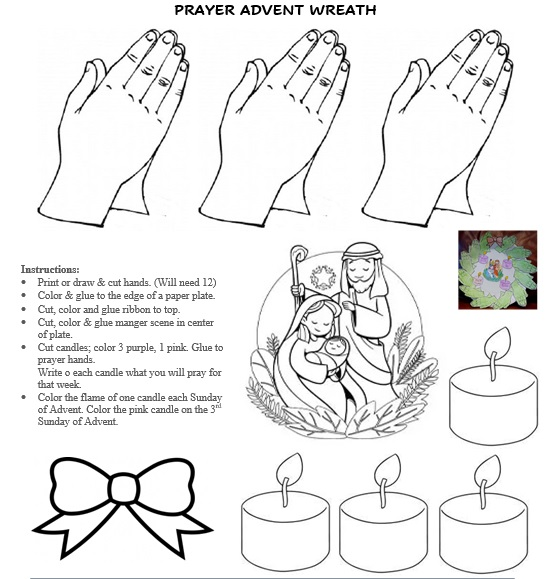 PRAYER ADVENT WREATH
Instructions:
• Print or draw & cut hands. (Will need 12)
• Color & glue to the edge of a paper plate.
• Cut, color and glue ribbon to top.
• Cut, color & glue manger scene in center
of plate.
• Cut candles; color 3 purple, 1 pink. Glue to
prayer hands.
Write o each candle what you will pray for
that week.
• Color the flame of one candle each Sunday
of Advent. Color the pink candle on the 3rd
Sunday of Advent.